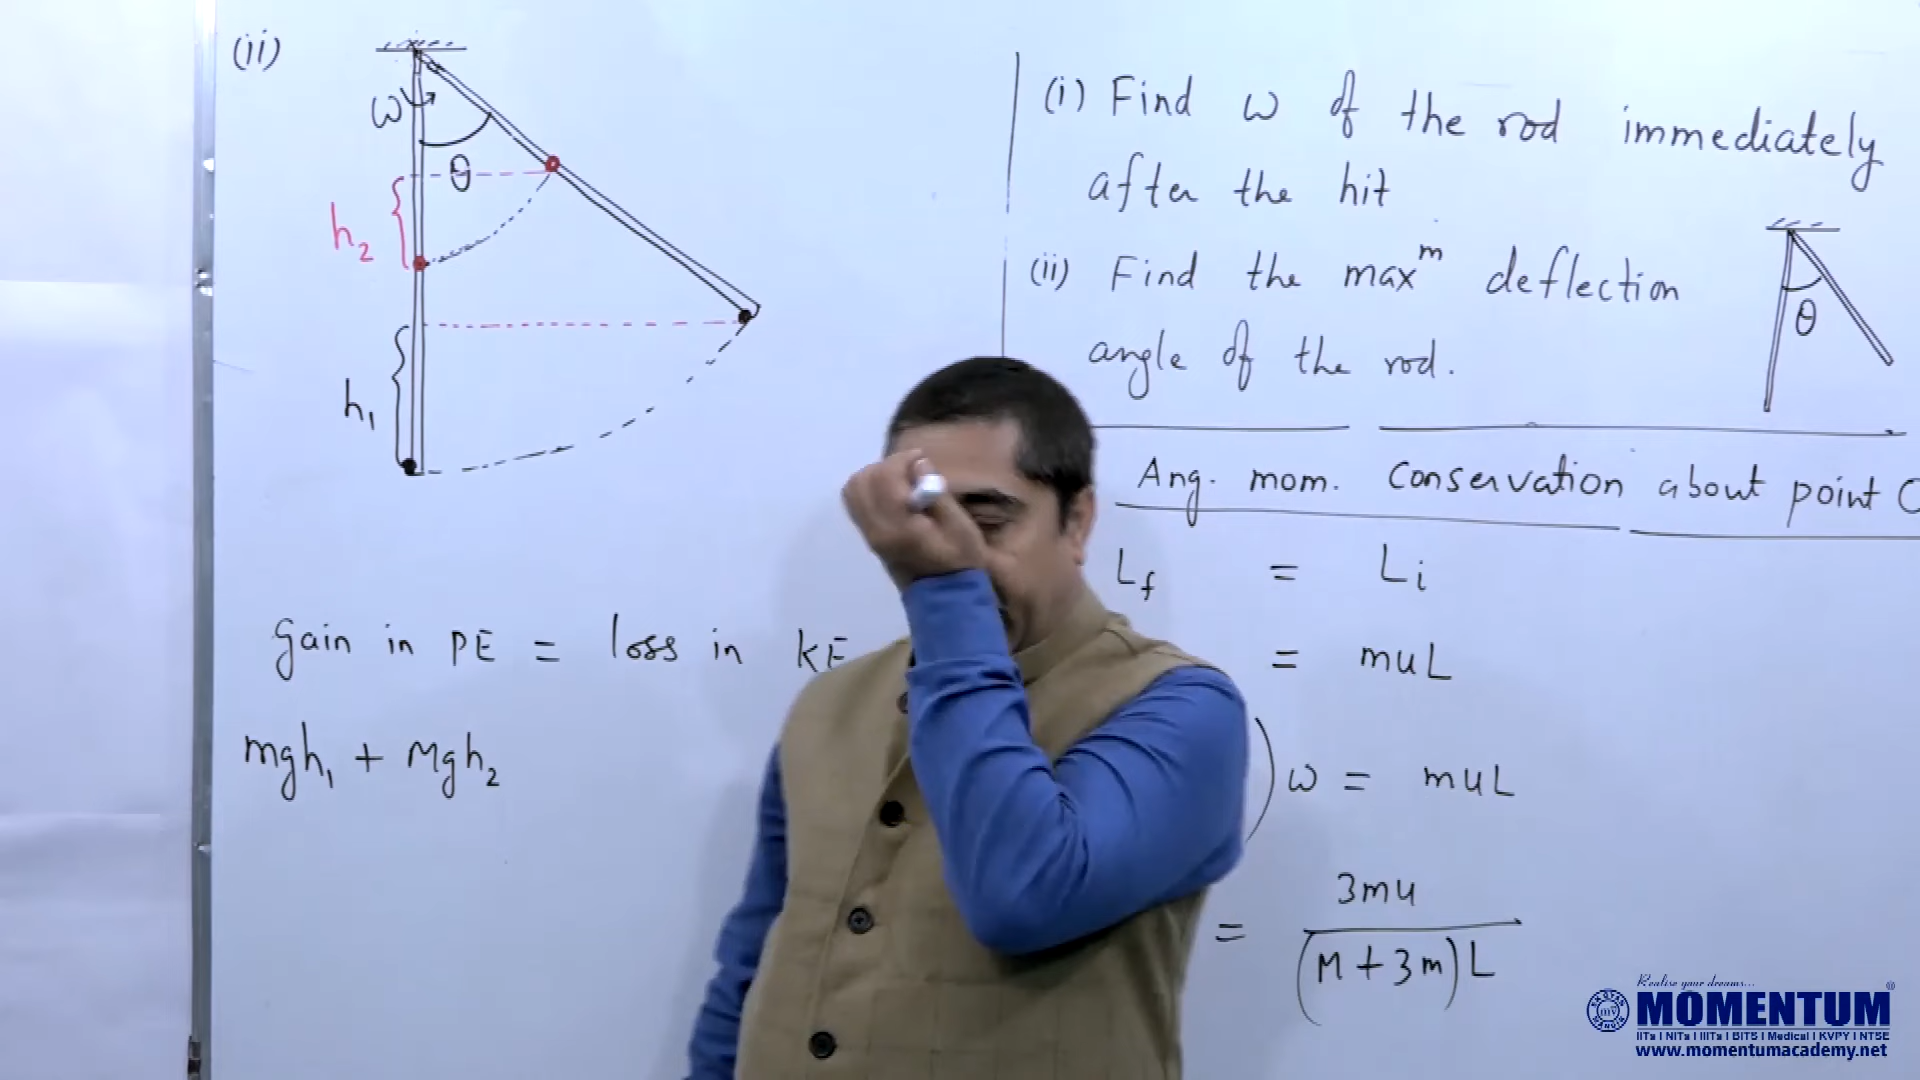 (ii)
ω
θ
h₂
h₁
gain in PE = loss in KE
mgh₁ + Mgh₂
(i) Find ω of the rod immediately
after the hit
(ii) Find the maxᵐ deflection
angle of the rod.
θ
Ang. mom. conservation about point
L_f = L_i
= muL
)ω = muL
= 3mu
(M+3m)L
Realise your dreams...
MOMENTUM®
IITs | NITs | IIITs | BITS | Medical | KVPY | NTSE
www.momentumacademy.net